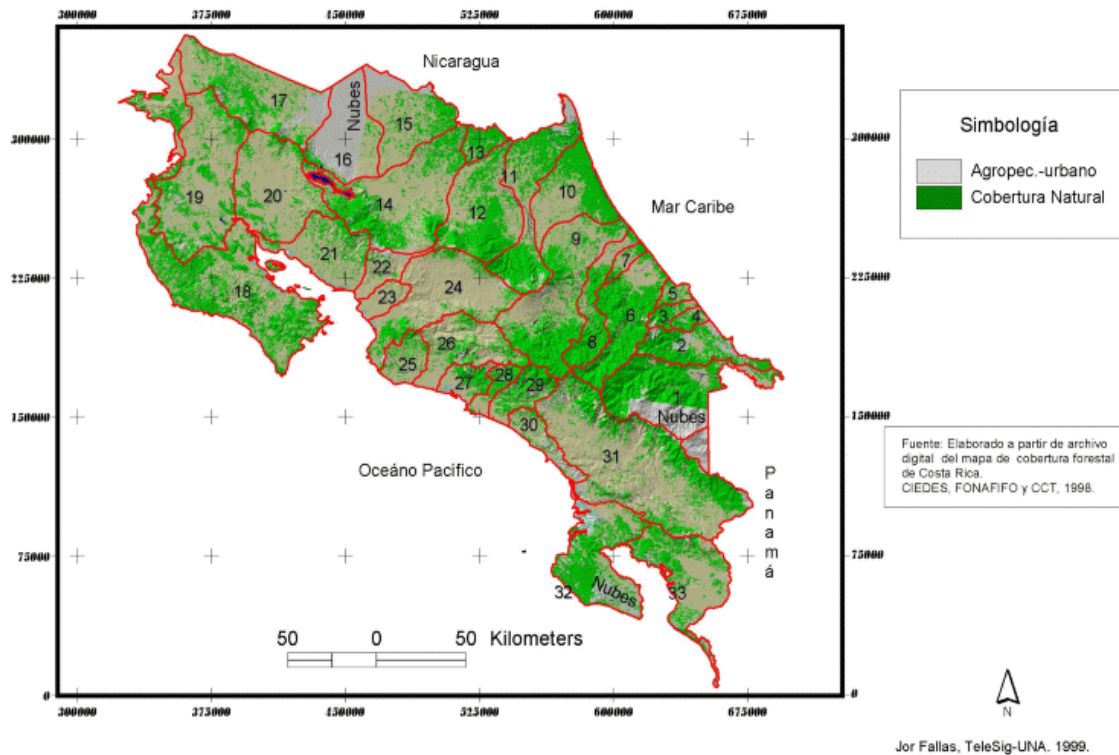 300000 375000 450000 525000 600000 675000
Nicaragua
17
Nubes
15
300000
16
13
300000
19
20
14
11
10
12
Mar Caribe
9
21
22
7
225000
18
23
24
5
225000
6
3
4
8
2
26
25
27
28
29
1
150000
Nubes
150000
30
31
Oceáno Pacífico
Panamá
75000
75000
32
Nubes
33
50 0 50 Kilometers
0
0
300000 375000 450000 525000 600000 675000
Simbología
Agropec.-urbano
Cobertura Natural
Fuente: Elaborado a partir de archivo
digital del mapa de cobertura forestal
de Costa Rica.
CIEDES, FONAFIFO y CCT, 1998.
N
Jor Fallas, TeleSig-UNA. 1999.